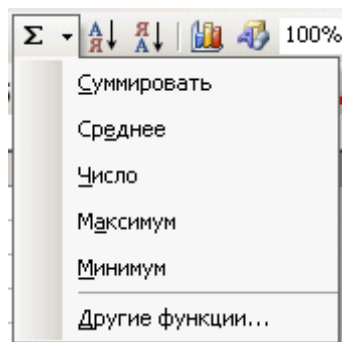 Σ А Я Я А 100%
Суммировать
Среднее
Число
Максимум
Минимум
Другие функции...